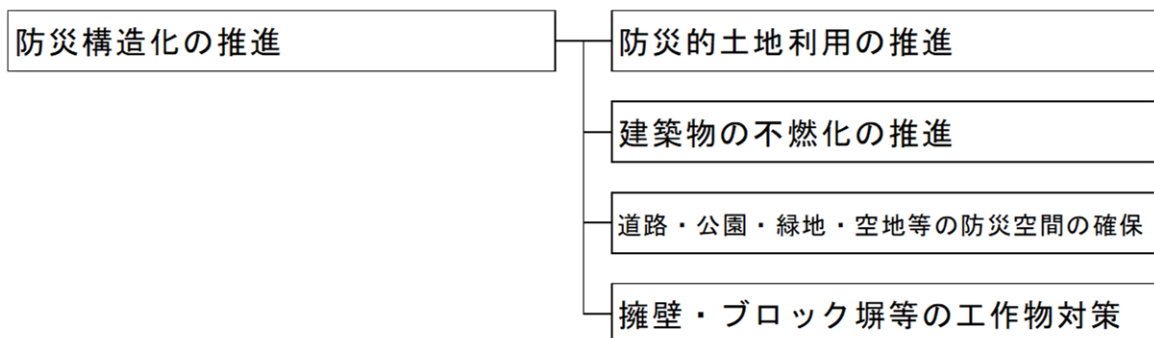 防災構造化の推進
防災的土地利用の推進
建築物の不燃化の推進
道路・公園・緑地・空地等の防災空間の確保
擁壁・ブロック塀等の工作物対策